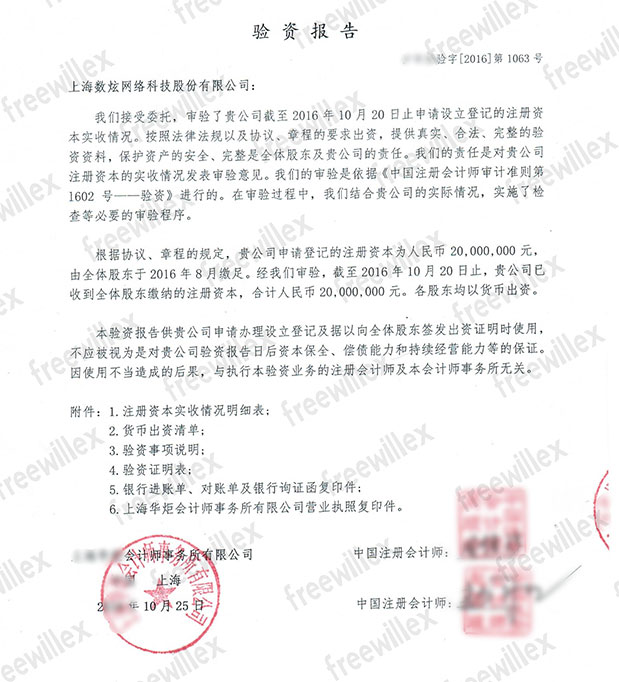 验资报告
验字[2016]第 1063 号
上海数炫网络科技股份有限公司：
我们接受委托，审验了贵公司截至 2016 年 10 月 20 日止申请设立登记的注册资
本实收情况。按照法律法规以及协议、章程的要求出资，提供真实、合法、完整的验
资资料，保护资产的安全、完整是全体股东及贵公司的责任。我们的责任是对贵公司
注册资本的实收情况发表审验意见。我们的审验是依据《中国注册会计师审计准则第
1602 号——验资》进行的。在审验过程中，我们结合贵公司的实际情况，实施了检
查等必要的审验程序。
根据协议、章程的规定，贵公司申请登记的注册资本为人民币 20,000,000 元，
由全体股东于 2016 年 8 月缴足。经我们审验，截至 2016 年 10 月 20 日止，贵公司已
收到全体股东缴纳的注册资本，合计人民币 20,000,000 元。各股东均以货币出资。
本验资报告供贵公司申请办理设立登记及据以向全体股东签发出资证明时使用，
不应被视为是对贵公司验资报告日后资本保全、偿债能力和持续经营能力等的保证。
因使用不当造成的后果，与执行本验资业务的注册会计师及本会计师事务所无关。
附件：1.注册资本实收情况明细表；
2.货币出资清单；
3.验资事项说明；
4.验资证明表；
5.银行进账单、对账单及银行询证函复印件；
6.上海华炬会计师事务所有限公司营业执照复印件。
会计师事务所有限公司
中国注册会计师：
上海
年 10 月 25 日
中国注册会计师：
会计师事务所有限公司
freewillex